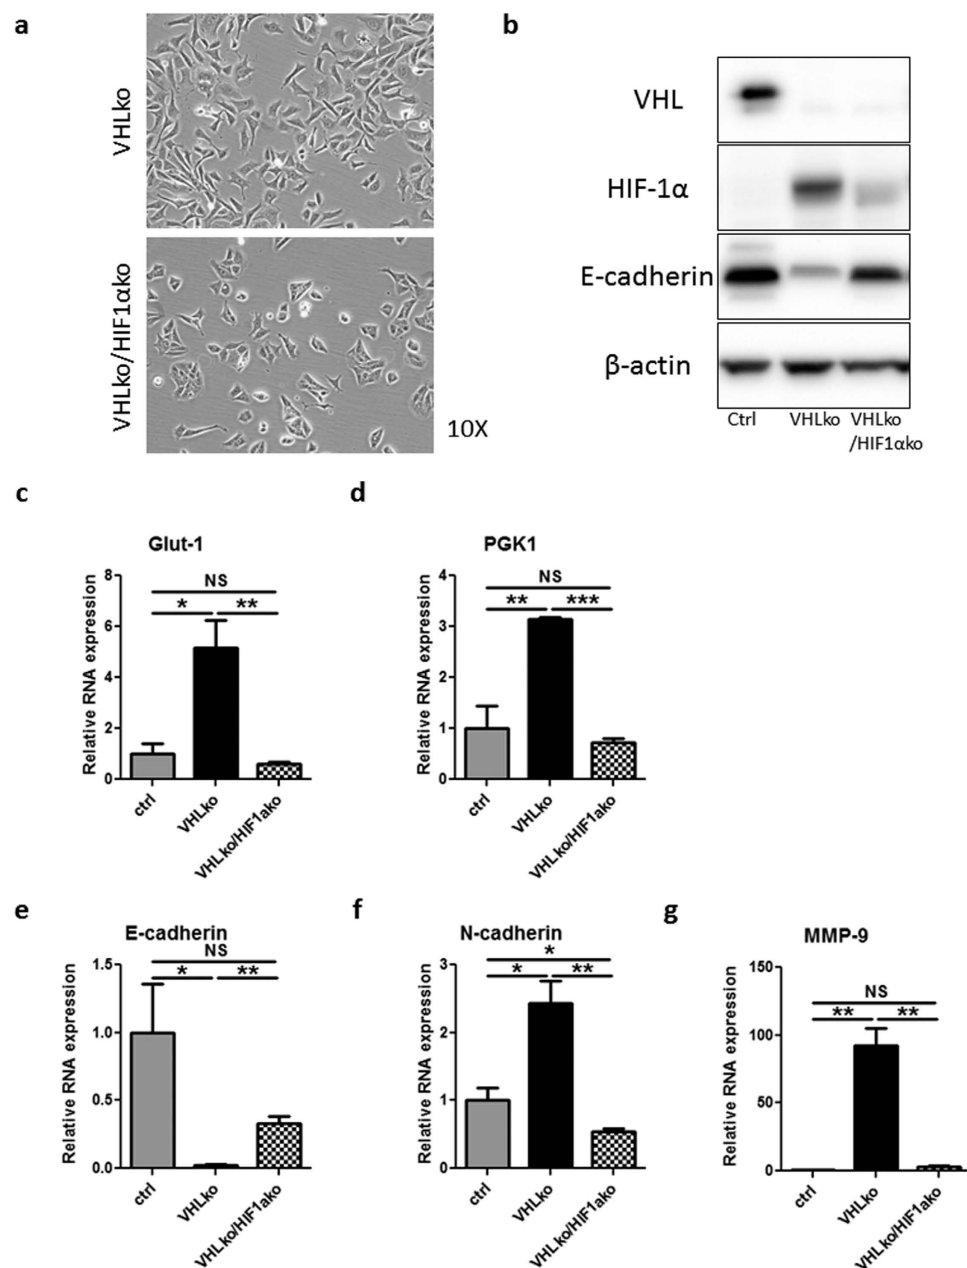 a
VHLko
VHLko/HIF1αko
10X
b
VHL
HIF-1α
E-cadherin
β-actin
Ctrl VHLko VHLko
/HIF1αko
c
Glut-1
Relative RNA expression
8
6
4
2
0
NS
* **
ctrl
VHLko
VHLko/HIF1ako
d
PGK1
Relative RNA expression
4
3
2
1
0
NS
** ***
ctrl
VHLko
VHLko/HIF1ako
e
E-cadherin
Relative RNA expression
1.5
1.0
0.5
0.0
NS
* **
ctrl
VHLko
VHLko/HIF1ako
f
N-cadherin
Relative RNA expression
3
2
1
0
*
* **
ctrl
VHLko
VHLko/HIF1ako
g
MMP-9
Relative RNA expression
150
100
50
0
NS
** **
ctrl
VHLko
VHLko/HIF1ako